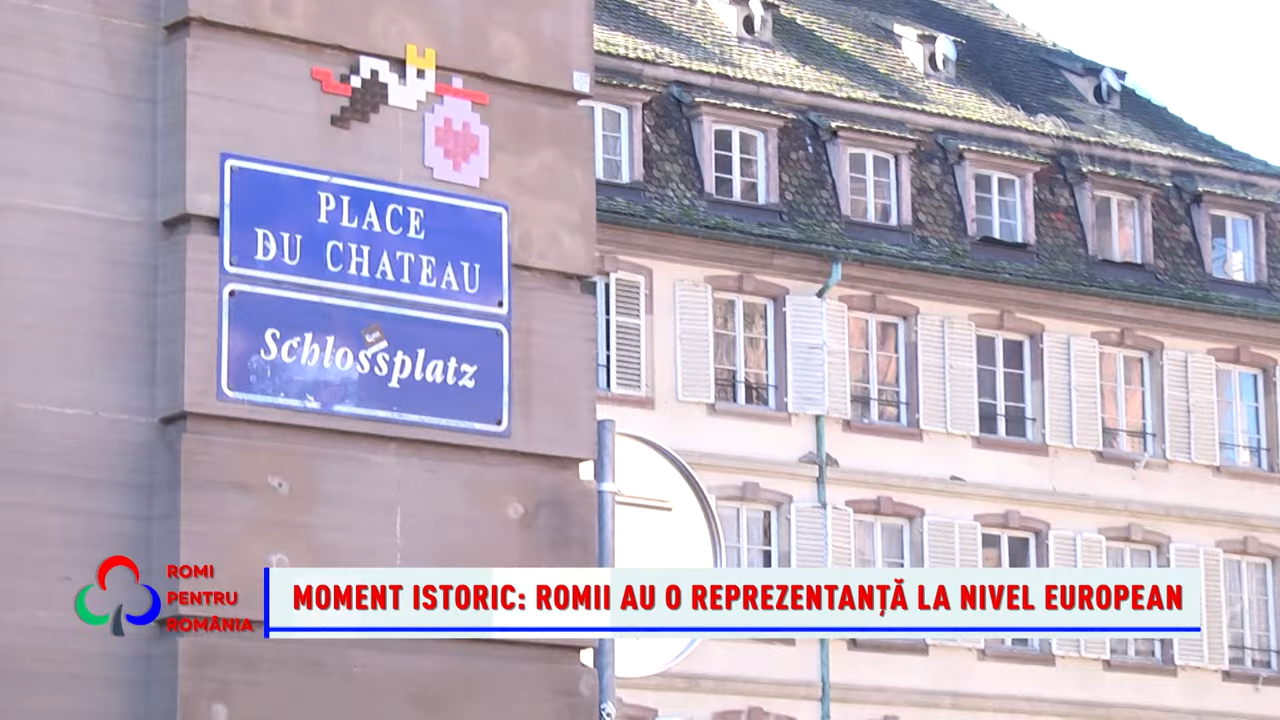 PLACE
DU CHATEAU
Schlossplatz
ROMI
PENTRU
ROMÂNIA
MOMENT ISTORIC: ROMII AU O REPREZENTANȚĂ LA NIVEL EUROPEAN